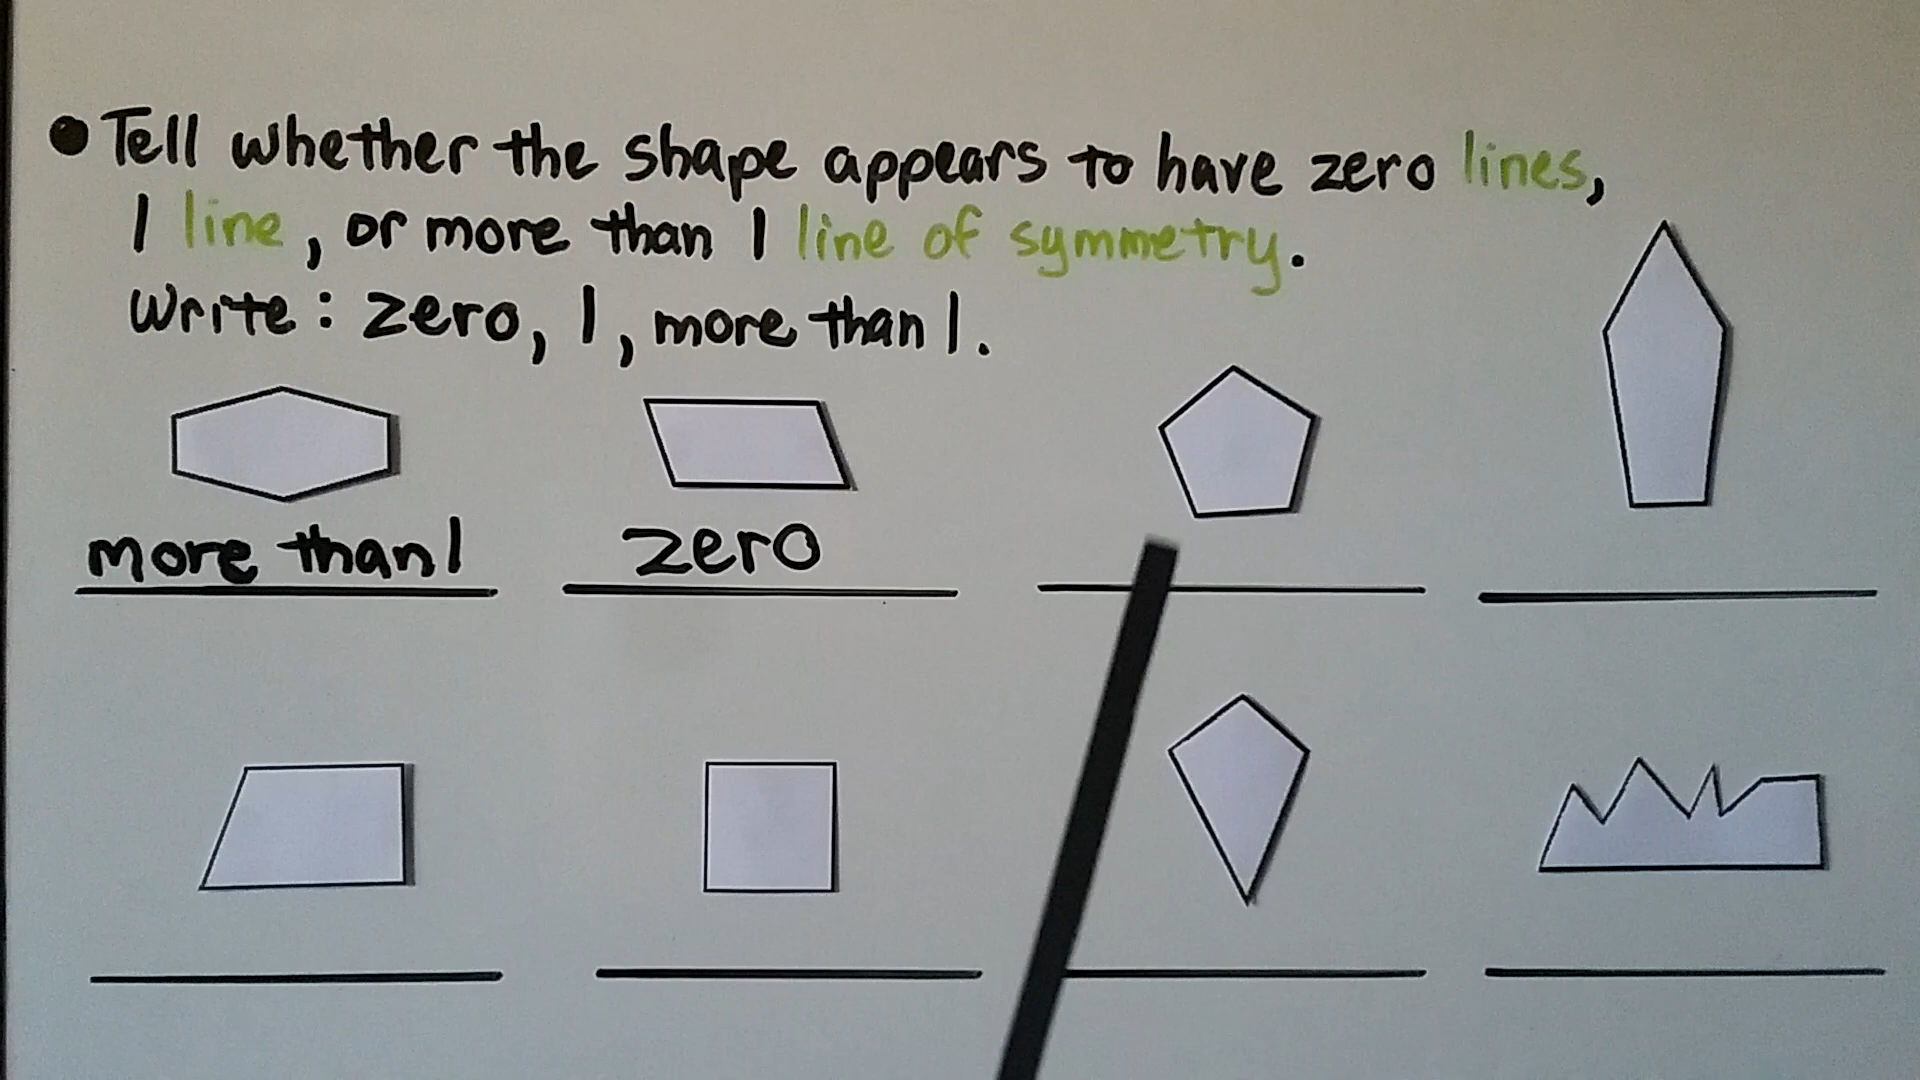 ● Tell whether the shape appears to have zero lines,
1 line, or more than 1 line of symmetry.
Write: zero, 1, more than 1.
more than 1
zero